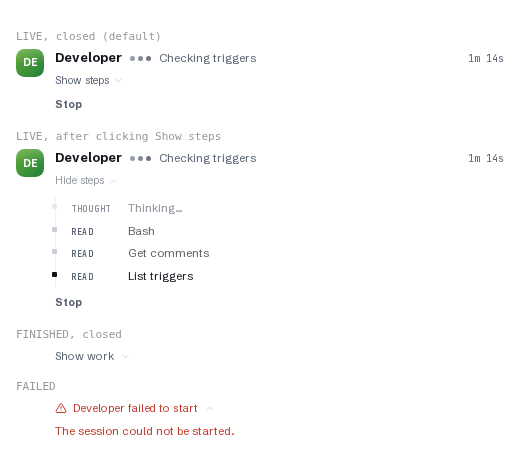 LIVE, closed (default)
DE Developer Checking triggers 1m 14s
Show steps
Stop
LIVE, after clicking Show steps
DE Developer Checking triggers 1m 14s
Hide steps
THOUGHT Thinking…
READ Bash
READ Get comments
READ List triggers
Stop
FINISHED, closed
Show work
FAILED
Developer failed to start
The session could not be started.